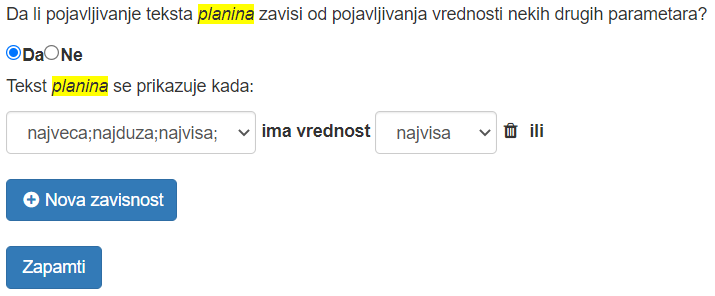 Da li pojavljivanje teksta planina zavisi od pojavljivanja vrednosti nekih drugih parametara?
Da Ne
Tekst planina se prikazuje kada:
najveca;najduza;najvisa; ima vrednost najvisa ili
Nova zavisnost
Zapamti